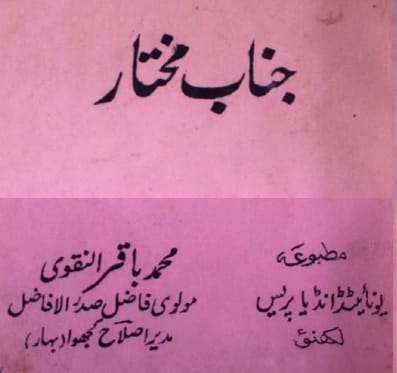 جناب مختار
مطبوعہ
یونائیٹڈ انڈیا پریس
لکھنؤ
محمد باقر النقوی
مولوی فاضل صدر الافاضل
مدیر اصلاح کھجوا (بہار)